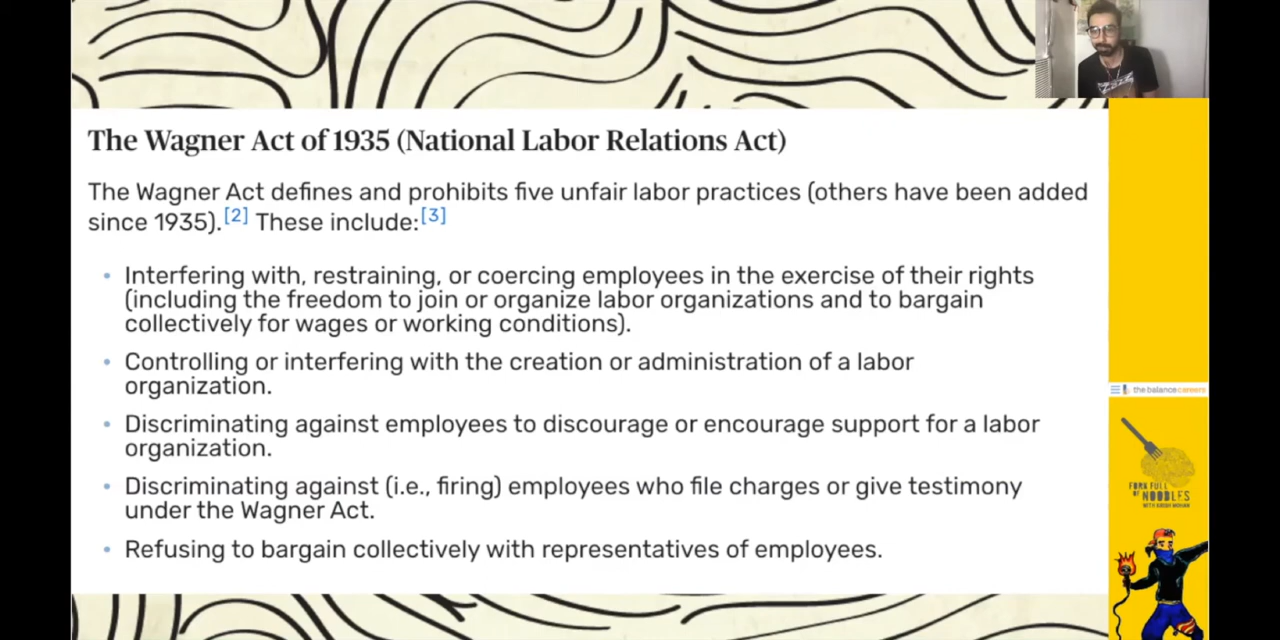 The Wagner Act of 1935 (National Labor Relations Act)
The Wagner Act defines and prohibits five unfair labor practices (others have been added
since 1935).[2] These include:[3]
• Interfering with, restraining, or coercing employees in the exercise of their rights
(including the freedom to join or organize labor organizations and to bargain
collectively for wages or working conditions).
• Controlling or interfering with the creation or administration of a labor
organization.
• Discriminating against employees to discourage or encourage support for a labor
organization.
• Discriminating against (i.e., firing) employees who file charges or give testimony
under the Wagner Act.
• Refusing to bargain collectively with representatives of employees.
the balance careers
FORK FULL
OF NOODLES